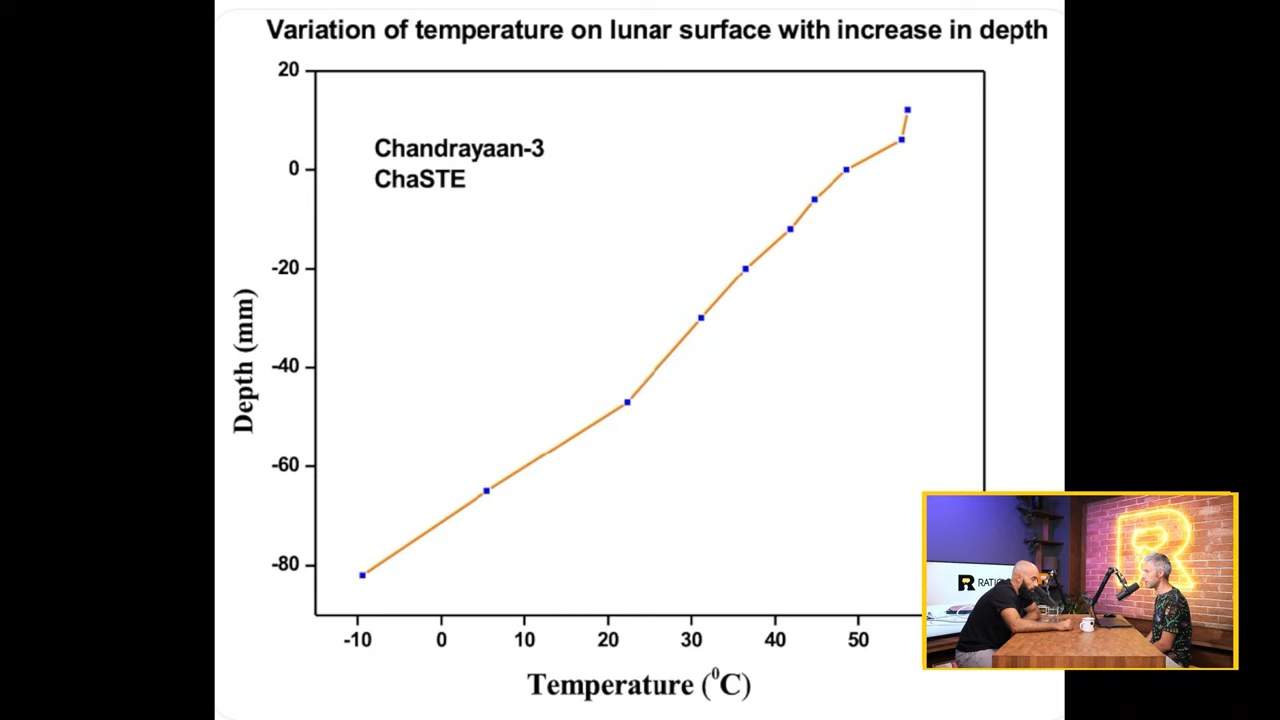 Variation of temperature on lunar surface with increase in depth
20
Chandrayaan-3
ChaSTE
0
-20
-40
-60
-80
Depth (mm)
-10 0 10 20 30 40 50
Temperature (⁰C)
R RATIO
R